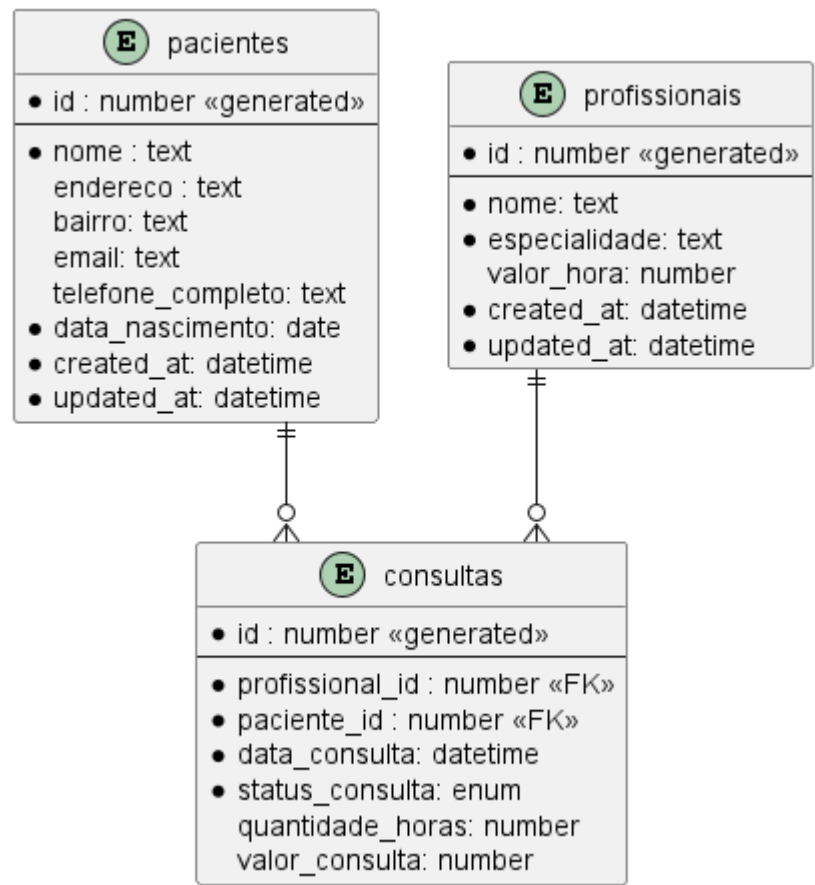 E pacientes
id : number «generated»
nome : text
endereco : text
bairro: text
email: text
telefone_completo: text
data_nascimento: date
created_at: datetime
updated_at: datetime
E profissionais
id : number «generated»
nome: text
especialidade: text
valor_hora: number
created_at: datetime
updated_at: datetime
E consultas
id : number «generated»
profissional_id : number «FK»
paciente_id : number «FK»
data_consulta: datetime
status_consulta: enum
quantidade_horas: number
valor_consulta: number